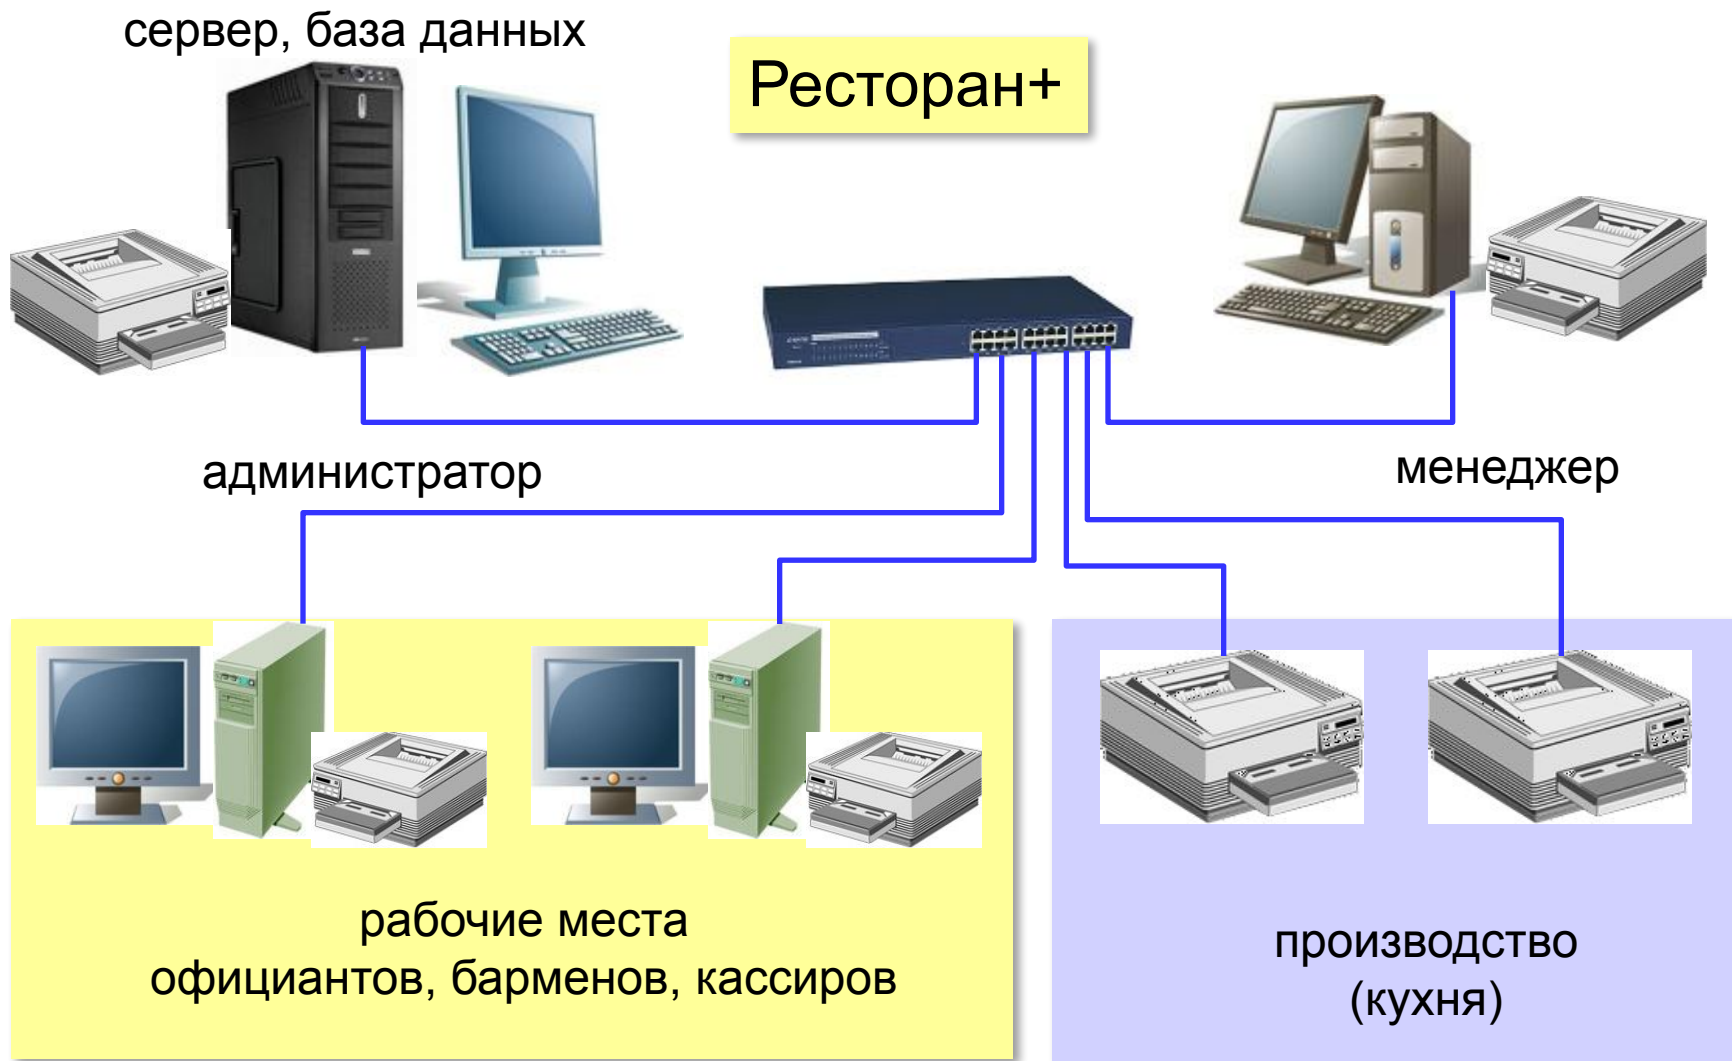 сервер, база данных
Ресторан+
администратор
менеджер
рабочие места
официантов, барменов, кассиров
производство
(кухня)